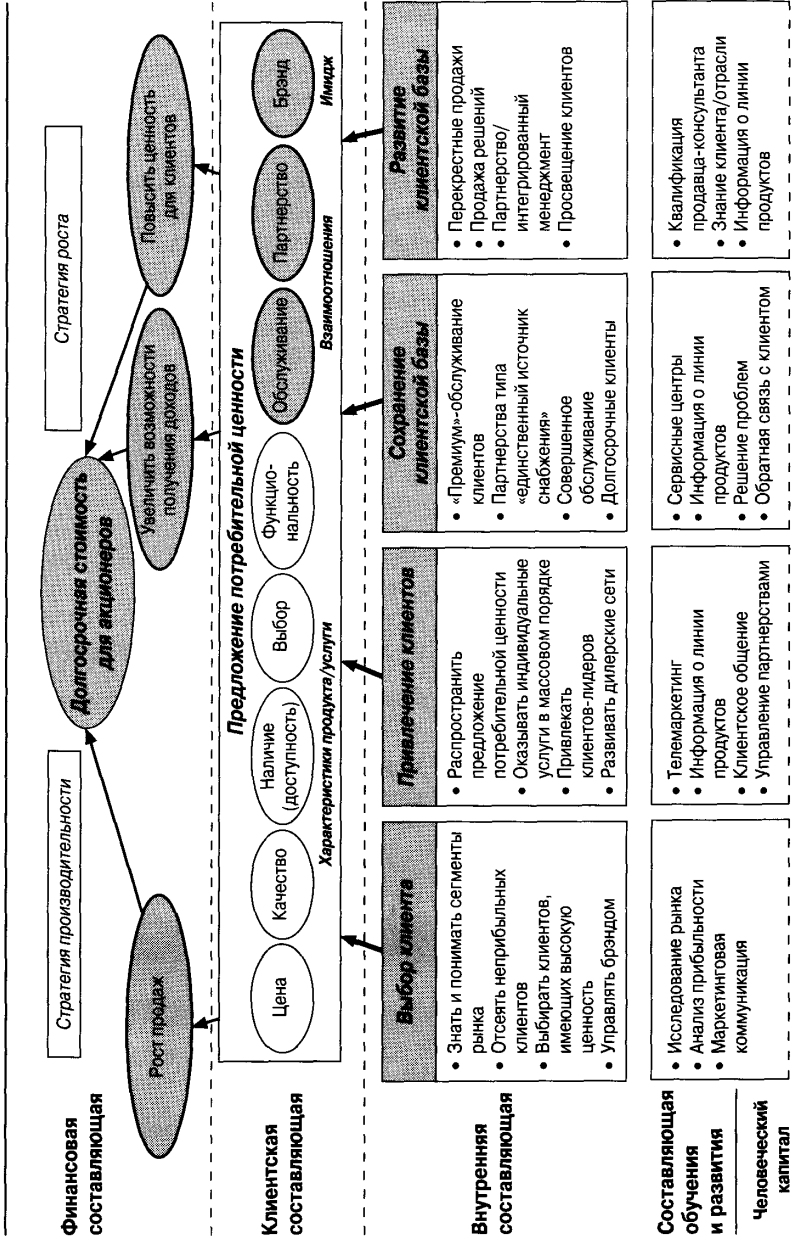 Финансовая
составляющая
Стратегия производительности
Стратегия роста
Долгосрочная стоимость
для акционеров
Рост продаж
Увеличить возможности
получения доходов
Повысить ценность
для клиентов
Клиентская
составляющая
Предложение потребительной ценности
Цена
Качество
Наличие
(доступность)
Выбор
Функцио-
нальность
Обслуживание
Партнерство
Брэнд
Характеристики продукта/услуги
Взаимоотношения
Имидж
Внутренняя
составляющая
Выбор клиента
• Знать и понимать сегменты
рынка
• Отсеять неприбыльных
клиентов
• Выбирать клиентов,
имеющих высокую
ценность
• Управлять брэндом
Привлечение клиентов
• Распространить
предложение
потребительной ценности
• Оказывать индивидуальные
услуги в массовом порядке
• Привлекать
клиентов-лидеров
• Развивать дилерские сети
Сохранение
клиентской базы
• «Премиум»-обслуживание
клиентов
• Партнерства типа
«единственный источник
снабжения»
• Совершенное
обслуживание
• Долгосрочные клиенты
Развитие
клиентской базы
• Перекрестные продажи
• Продажа решений
• Партнерство/
интегрированный
менеджмент
• Просвещение клиентов
Составляющая
обучения
и развития
Человеческий
капитал
• Исследование рынка
• Анализ прибыльности
• Маркетинговая
коммуникация
• Телемаркетинг
• Информация о линии
продуктов
• Клиентское общение
• Управление партнерствами
• Сервисные центры
• Информация о линии
продуктов
• Решение проблем
• Обратная связь с клиентом
• Квалификация
продавца-консультанта
• Знание клиента/отрасли
• Информация о линии
продуктов